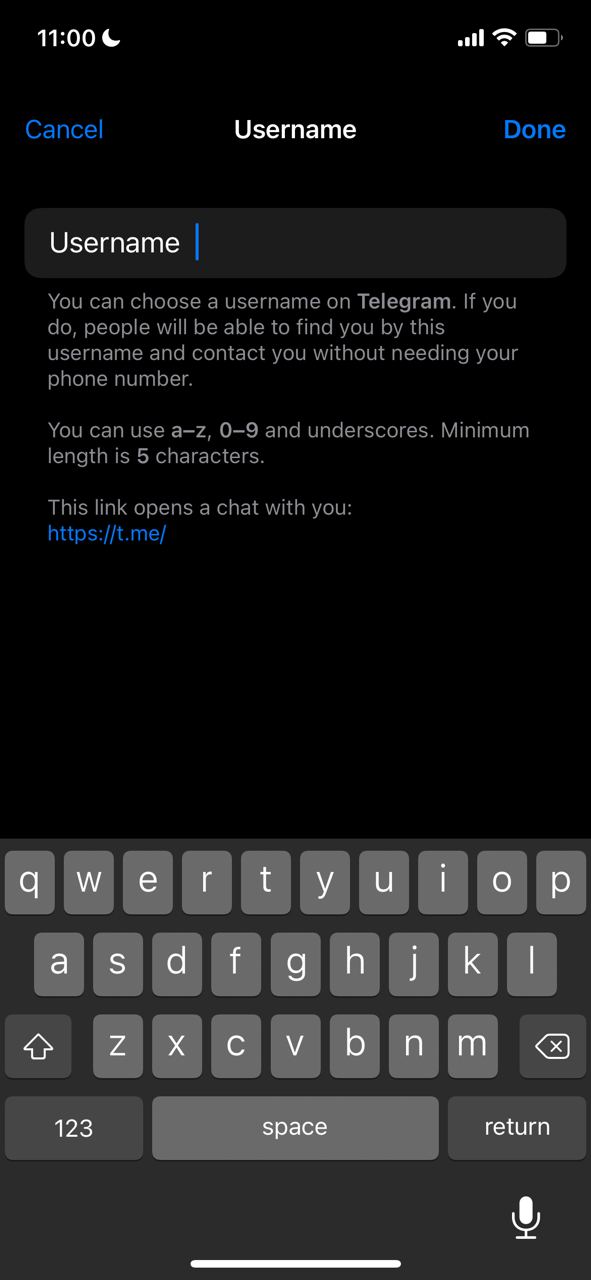 11:00
Cancel Username Done
Username
You can choose a username on Telegram. If you
do, people will be able to find you by this
username and contact you without needing your
phone number.
You can use a–z, 0–9 and underscores. Minimum
length is 5 characters.
This link opens a chat with you:
https://t.me/
q w e r t y u i o p
a s d f g h j k l
z x c v b n m
123 space return